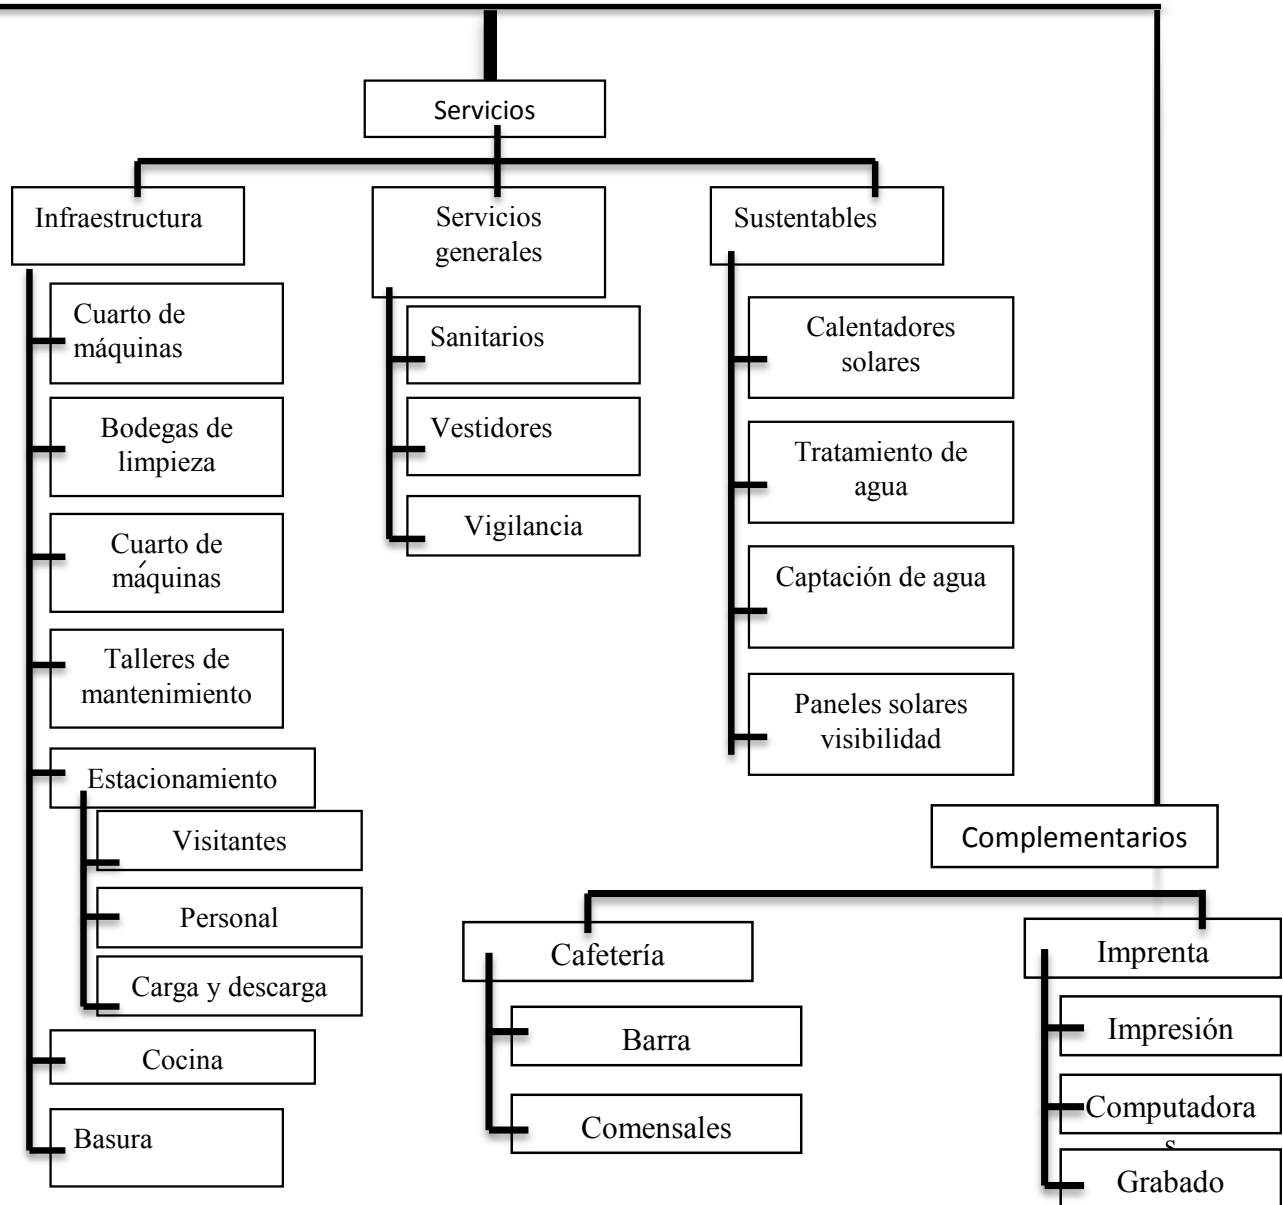 Servicios
Infraestructura
Cuarto de
máquinas
Bodegas de
limpieza
Cuarto de
máquinas
Talleres de
mantenimiento
Estacionamiento
Visitantes
Personal
Carga y descarga
Cocina
Basura
Servicios
generales
Sanitarios
Vestidores
Vigilancia
Sustentables
Calentadores
solares
Tratamiento de
agua
Captación de agua
Paneles solares
visibilidad
Complementarios
Cafetería
Barra
Comensales
Imprenta
Impresión
Computadora
s
Grabado